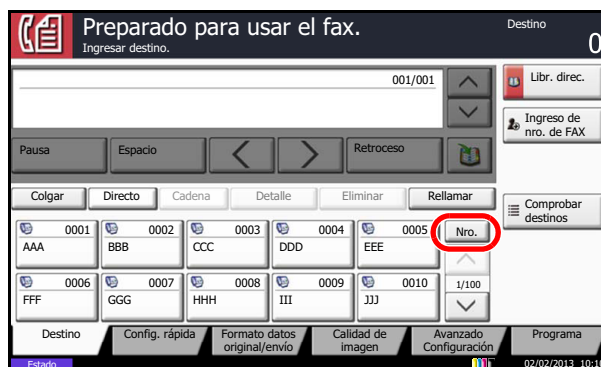 Preparado para usar el fax.
Ingresar destino.
Destino
0
001/001
Libr. direc.
Ingreso de
nro. de FAX
Pausa
Espacio
Retroceso
Colgar
Directo
Cadena
Detalle
Eliminar
Rellamar
Comprobar
destinos
0001
AAA
0002
BBB
0003
CCC
0004
DDD
0005
EEE
Nro.
0006
FFF
0007
GGG
0008
HHH
0009
III
0010
JJJ
1/100
Destino
Config. rápida
Formato datos
original/envío
Calidad de
imagen
Avanzado
Configuración
Programa
Estado
02/02/2013 10:10